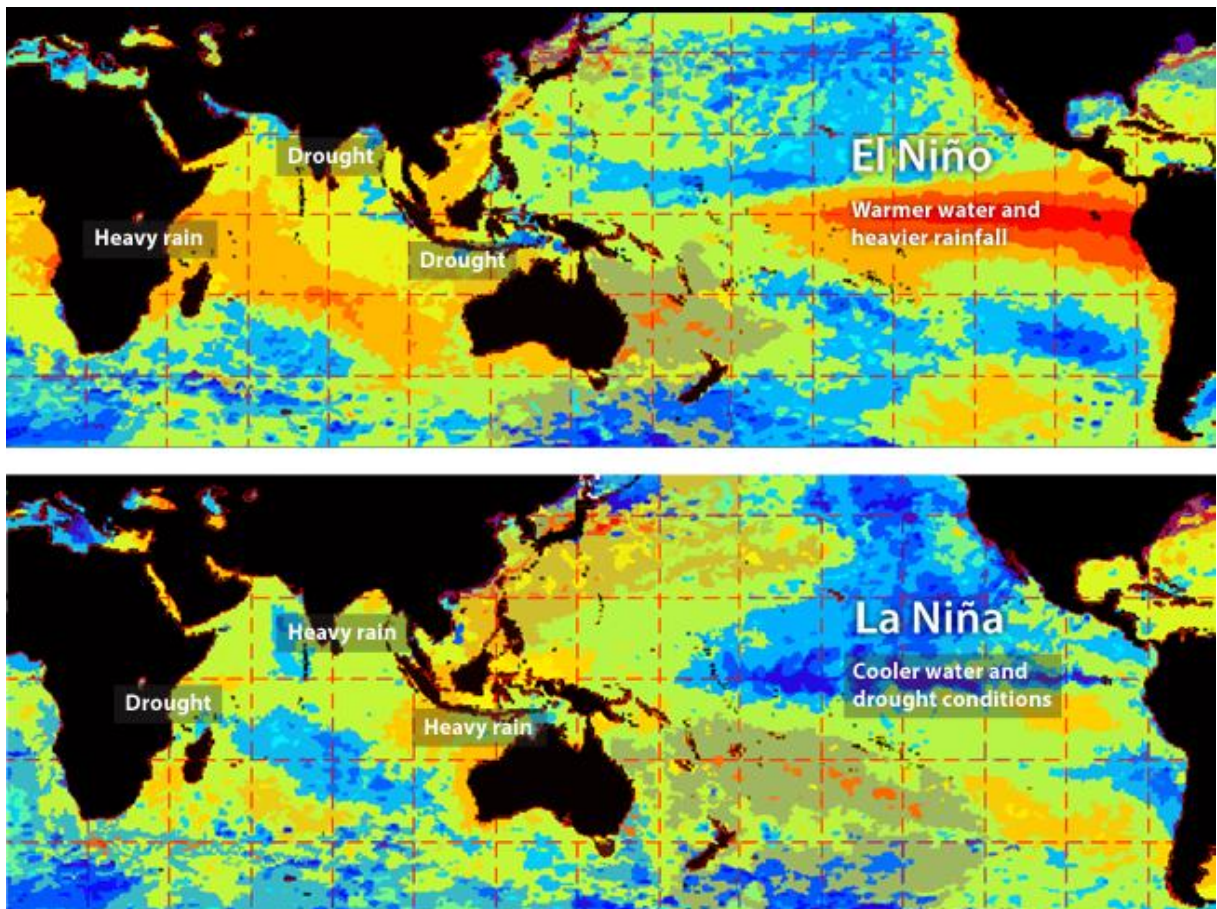 Drought
El Niño
Warmer water and
heavier rainfall
Heavy rain
Drought
La Niña
Heavy rain
Cooler water and
drought conditions
Drought
Heavy rain